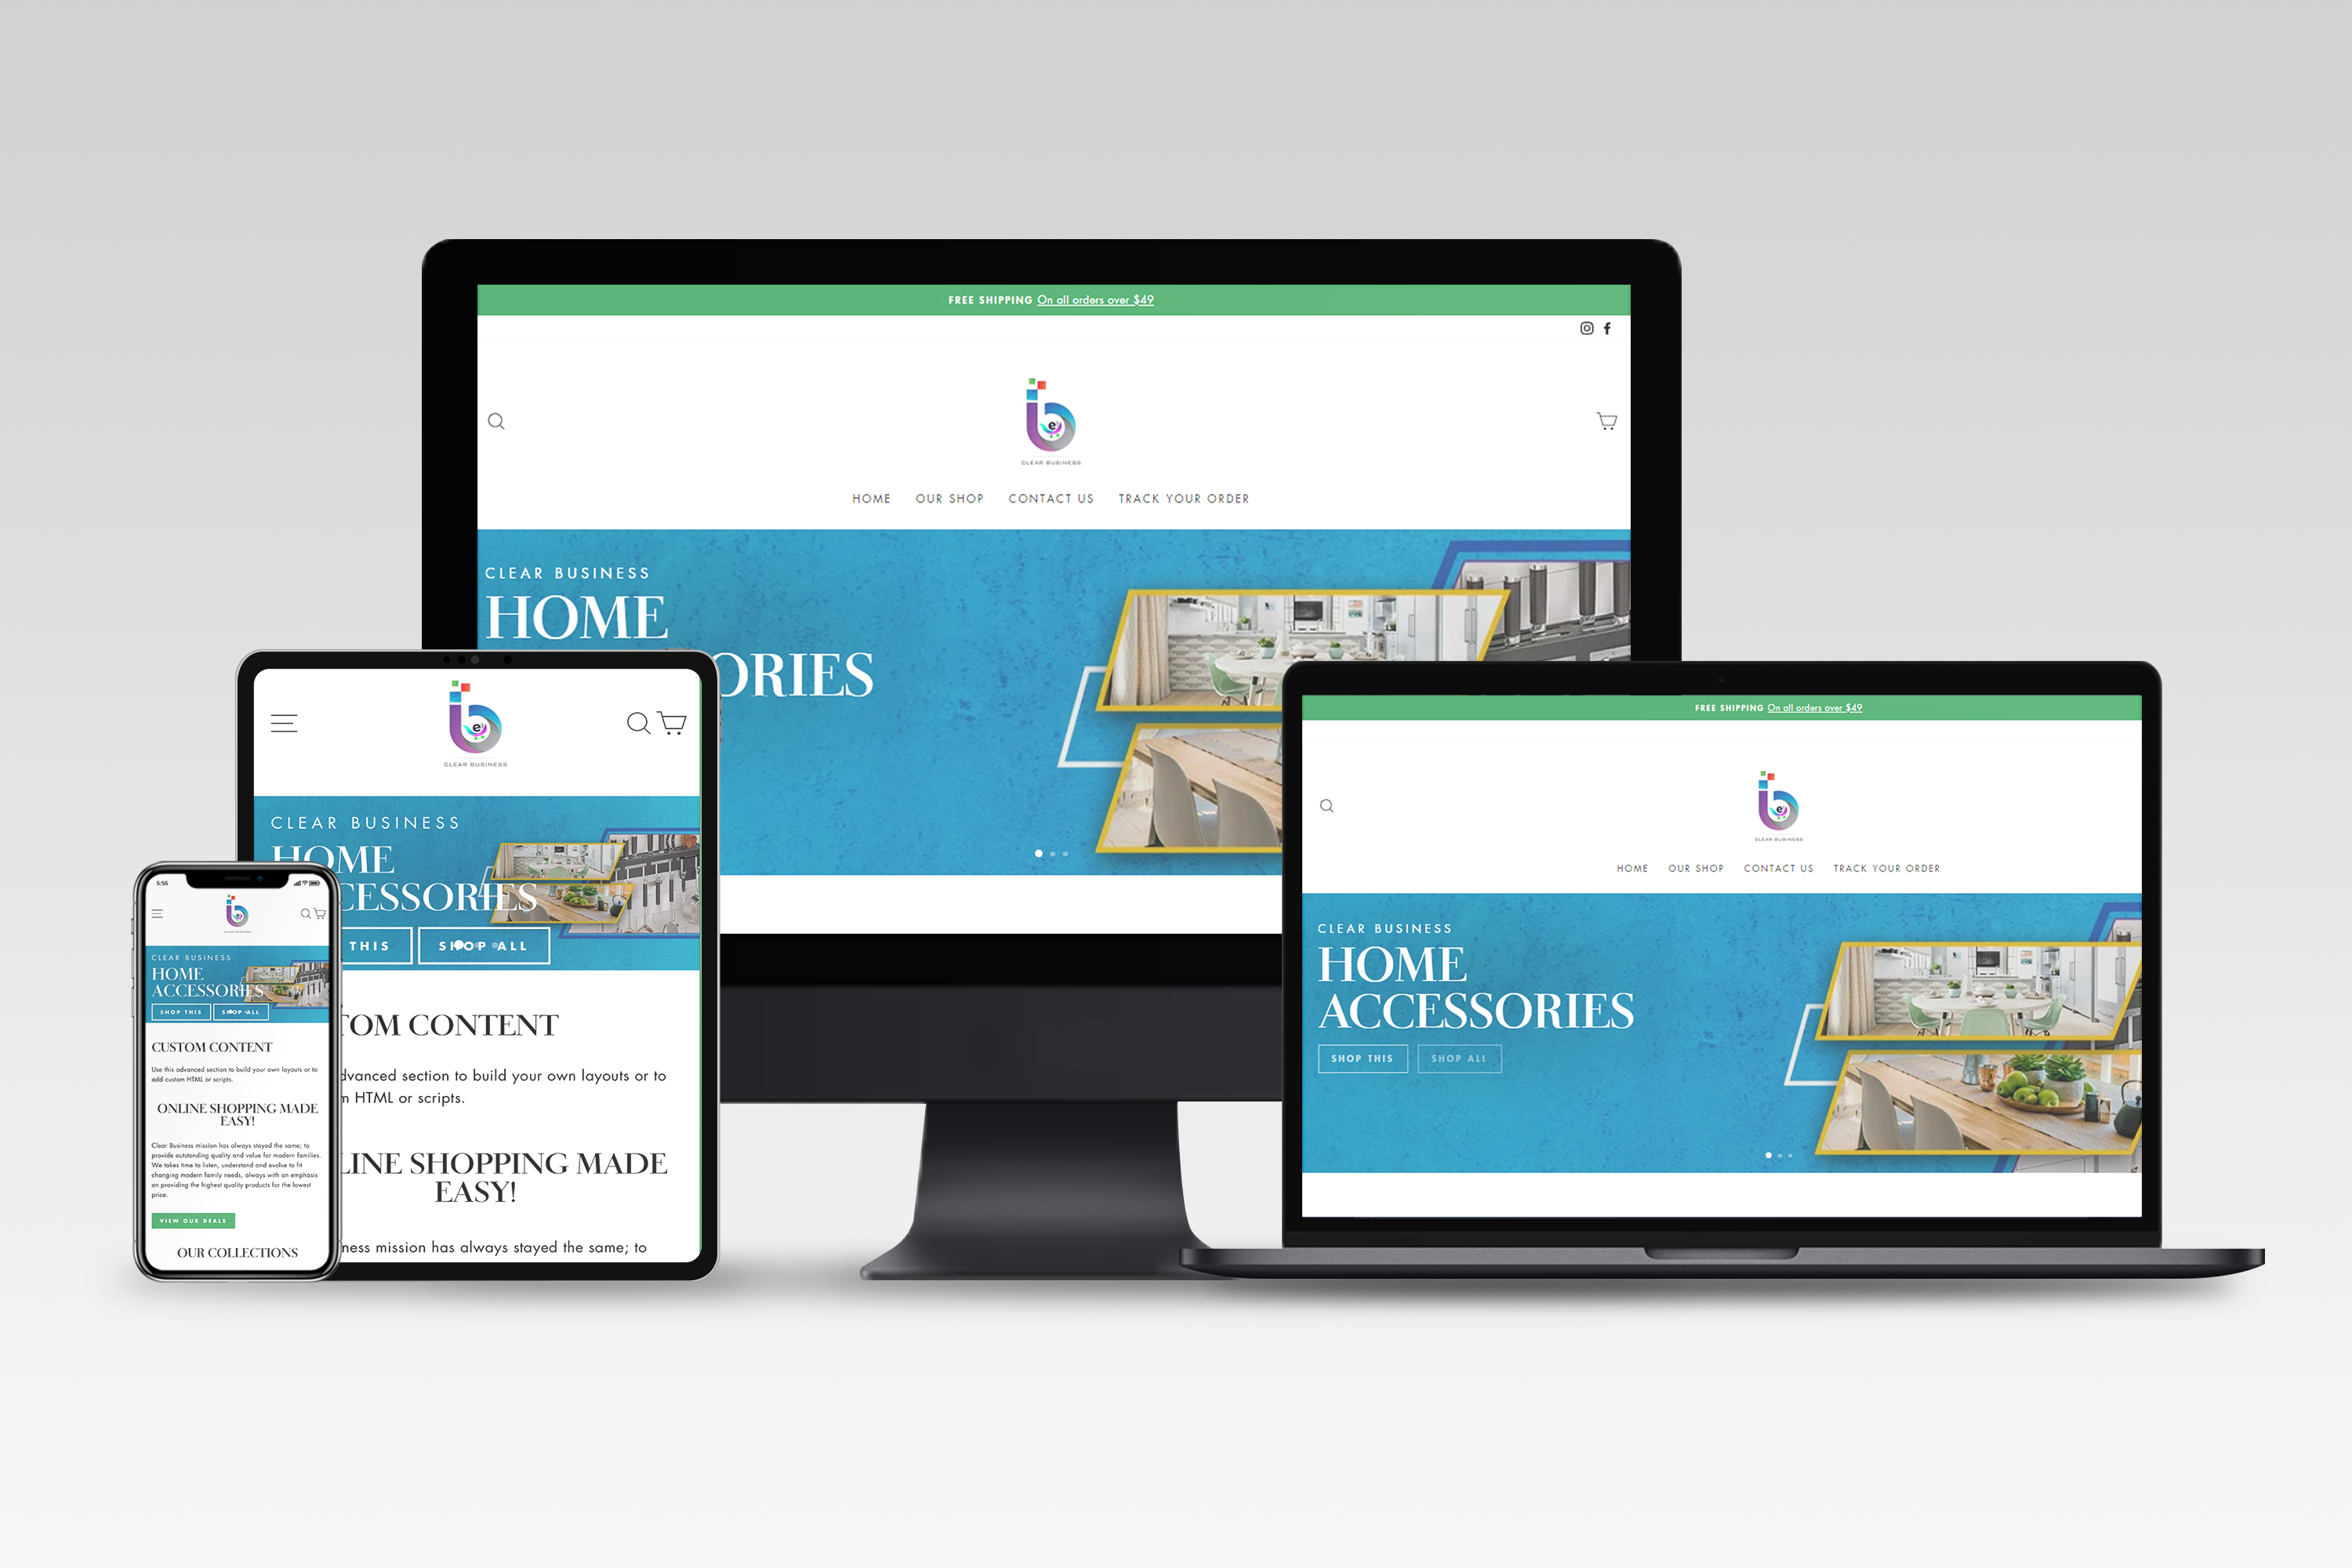 FREE SHIPPING On all orders over $49
e
CLEAR BUSINESS
HOME OUR SHOP CONTACT US TRACK YOUR ORDER
CLEAR BUSINESS
HOME
ORIES
e
CLEAR BUSINESS
CLEAR BUSINESS
HOME
CESSORIES
THIS SHOP ALL
TOM CONTENT
dvanced section to build your own layouts or to
m HTML or scripts.
LINE SHOPPING MADE
EASY!
ness mission has always stayed the same; to
5:55
CLEAR BUSINESS
CLEAR BUSINESS
HOME
ACCESSORIES
SHOP THIS SHOP ALL
CUSTOM CONTENT
Use this advanced section to build your own layouts or to
add custom HTML or scripts.
ONLINE SHOPPING MADE
EASY!
Clear Business mission has always stayed the same; to
provide outstanding quality and value for modern families.
We takes time to listen, understand and evolve to fit
changing modern family needs, always with an emphasis
on providing the highest quality products for the lowest
price.
VIEW OUR DEALS
OUR COLLECTIONS
FREE SHIPPING On all orders over $49
e
CLEAR BUSINESS
HOME OUR SHOP CONTACT US TRACK YOUR ORDER
CLEAR BUSINESS
HOME
ACCESSORIES
SHOP THIS SHOP ALL